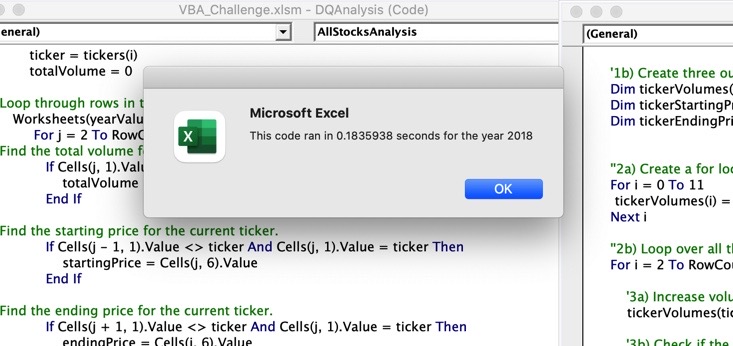 VBA_Challenge.xlsm - DQAnalysis (Code)
eneral)
AllStocksAnalysis
ticker = tickers(i)
totalVolume = 0
Loop through rows in
Worksheets(yearValu
For j = 2 To RowC
Find the total volume
If Cells(j, 1).Valu
totalVolume
End If
Find the starting price for the current ticker.
If Cells(j - 1, 1).Value <> ticker And Cells(j, 1).Value = ticker Then
startingPrice = Cells(j, 6).Value
End If
Find the ending price for the current ticker.
If Cells(j + 1, 1).Value <> ticker And Cells(j, 1).Value = ticker Then
endingPrice = Cells(j, 6).Value
Microsoft Excel
This code ran in 0.1835938 seconds for the year 2018
OK
(General)
'1b) Create three ou
Dim tickerVolumes(
Dim tickerStartingPr
Dim tickerEndingPri
"2a) Create a for loo
For i = 0 To 11
tickerVolumes(i) =
Next i
"2b) Loop over all th
For i = 2 To RowCou
'3a) Increase volu
tickerVolumes(tic
'3b) Check if the